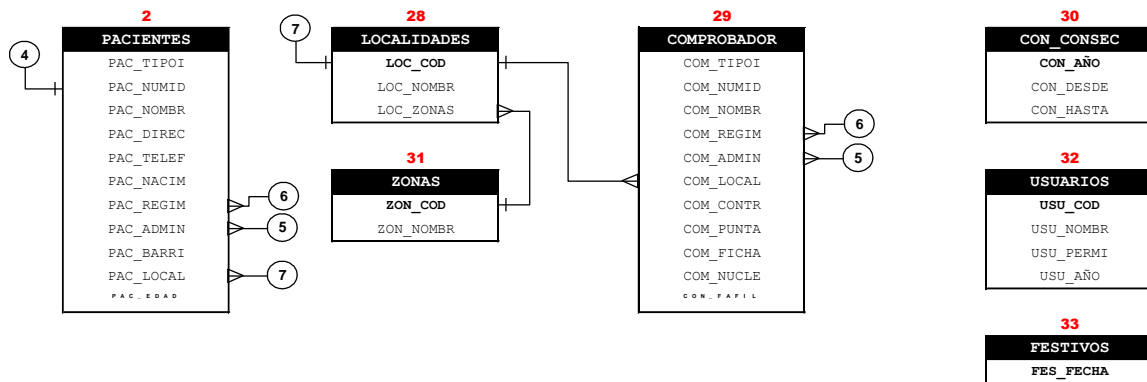 2
PACIENTES
4
PAC_TIPOI
PAC_NUMID
PAC_NOMBR
PAC_DIREC
PAC_TELEF
PAC_NACIM
PAC_REGIM
6
PAC_ADMIN
5
PAC_BARRI
PAC_LOCAL
7
PAC_EDAD
28
7
LOCALIDADES
LOC_COD
LOC_NOMBR
LOC_ZONAS
31
ZONAS
ZON_COD
ZON_NOMBR
29
COMPROBADOR
COM_TIPOI
COM_NUMID
COM_NOMBR
COM_REGIM
6
COM_ADMIN
5
COM_LOCAL
COM_CONTR
COM_PUNTA
COM_FICHA
COM_NUCLE
CON_FAFIL
30
CON_CONSEC
CON_AÑO
CON_DESDE
CON_HASTA
32
USUARIOS
USU_COD
USU_NOMBR
USU_PERMI
USU_AÑO
33
FESTIVOS
FES_FECHA